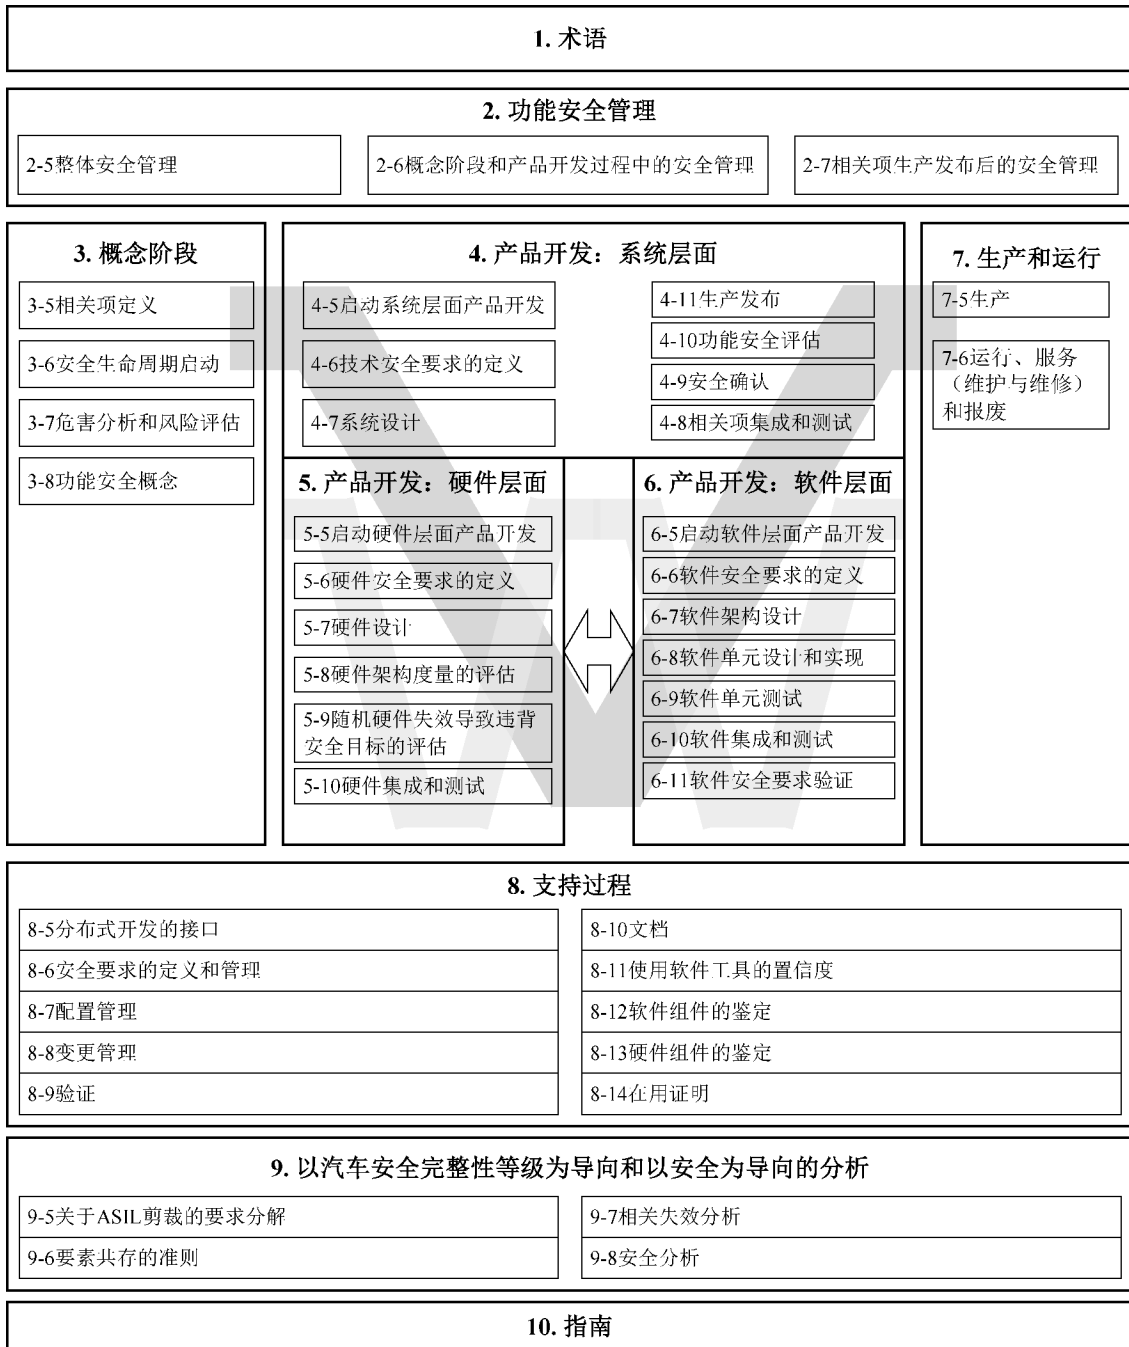 1. 术语
2. 功能安全管理
2-5整体安全管理
2-6概念阶段和产品开发过程中的安全管理
2-7相关项生产发布后的安全管理
3. 概念阶段
3-5相关项定义
3-6安全生命周期启动
3-7危害分析和风险评估
3-8功能安全概念
4. 产品开发：系统层面
4-5启动系统层面产品开发
4-6技术安全要求的定义
4-7系统设计
4-11生产发布
4-10功能安全评估
4-9安全确认
4-8相关项集成和测试
5. 产品开发：硬件层面
5-5启动硬件层面产品开发
5-6硬件安全要求的定义
5-7硬件设计
5-8硬件架构度量的评估
5-9随机硬件失效导致违背
安全目标的评估
5-10硬件集成和测试
6. 产品开发：软件层面
6-5启动软件层面产品开发
6-6软件安全要求的定义
6-7软件架构设计
6-8软件单元设计和实现
6-9软件单元测试
6-10软件集成和测试
6-11软件安全要求验证
7. 生产和运行
7-5生产
7-6运行、服务
（维护与维修）
和报废
8. 支持过程
8-5分布式开发的接口
8-6安全要求的定义和管理
8-7配置管理
8-8变更管理
8-9验证
8-10文档
8-11使用软件工具的置信度
8-12软件组件的鉴定
8-13硬件组件的鉴定
8-14在用证明
9. 以汽车安全完整性等级为导向和以安全为导向的分析
9-5关于ASIL剪裁的要求分解
9-6要素共存的准则
9-7相关失效分析
9-8安全分析
10. 指南